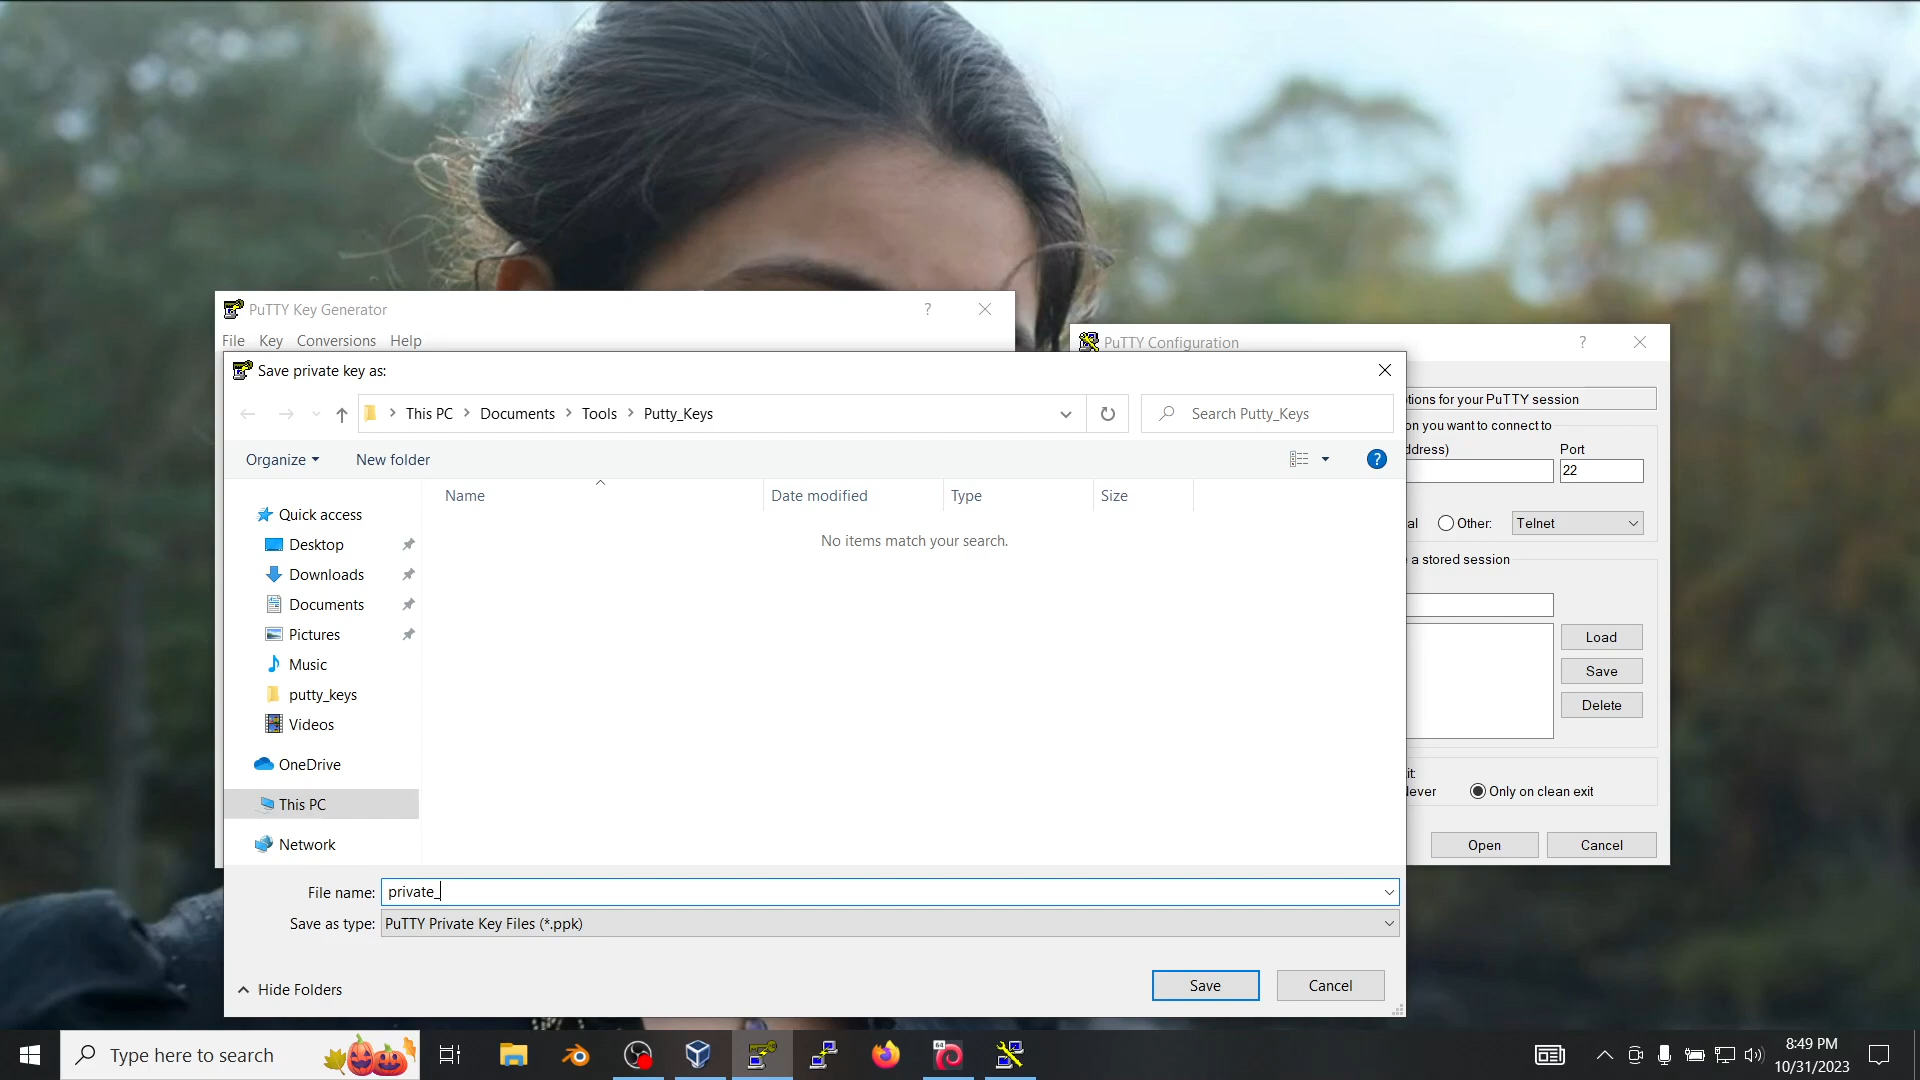 PuTTY Key Generator
?
File Key Conversions Help
PuTTY Configuration
?
Save private key as:
This PC > Documents > Tools > Putty_Keys
Search Putty_Keys
Organize
New folder
?
Name
Date modified
Type
Size
No items match your search.
Quick access
Desktop
Downloads
Documents
Pictures
Music
putty_keys
Videos
OneDrive
This PC
Network
File name: private_
Save as type: PuTTY Private Key Files (*.ppk)
Hide Folders
Save
Cancel
tions for your PuTTY session
on you want to connect to
ddress)
Port
22
al
Other:
Telnet
a stored session
Load
Save
Delete
it:
Never
Only on clean exit
Open
Cancel
Type here to search
64
8:49 PM
10/31/2023